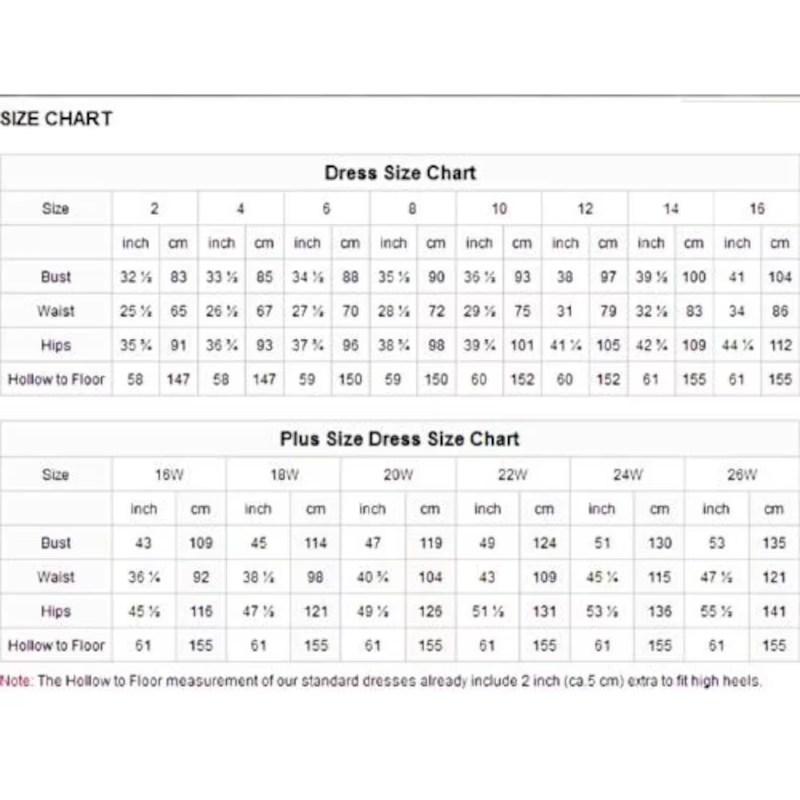 SIZE CHART
Dress Size Chart
Size 2 4 6 8 10 12 14 16
inch cm inch cm inch cm inch cm inch cm inch cm inch cm inch cm
Bust 32 ½ 83 33 ½ 85 34 ½ 88 35 ½ 90 36 ½ 93 38 97 39 ½ 100 41 104
Waist 25 ½ 65 26 ½ 67 27 ½ 70 28 ½ 72 29 ½ 75 31 79 32 ½ 83 34 86
Hips 35 ¾ 91 36 ¾ 93 37 ¾ 96 38 ¾ 98 39 ¾ 101 41 ¼ 105 42 ¾ 109 44 ¼ 112
Hollow to Floor 58 147 58 147 59 150 59 150 60 152 60 152 61 155 61 155
Plus Size Dress Size Chart
Size 16W 18W 20W 22W 24W 26W
inch cm inch cm inch cm inch cm inch cm inch cm
Bust 43 109 45 114 47 119 49 124 51 130 53 135
Waist 36 ¼ 92 38 ½ 98 40 ¾ 104 43 109 45 ¼ 115 47 ½ 121
Hips 45 ½ 116 47 ½ 121 49 ½ 126 51 ½ 131 53 ½ 136 55 ½ 141
Hollow to Floor 61 155 61 155 61 155 61 155 61 155 61 155
Note: The Holllow to Floor measurement of our standard dresses already include 2 inch (ca.5 cm) extra to fit high heels.